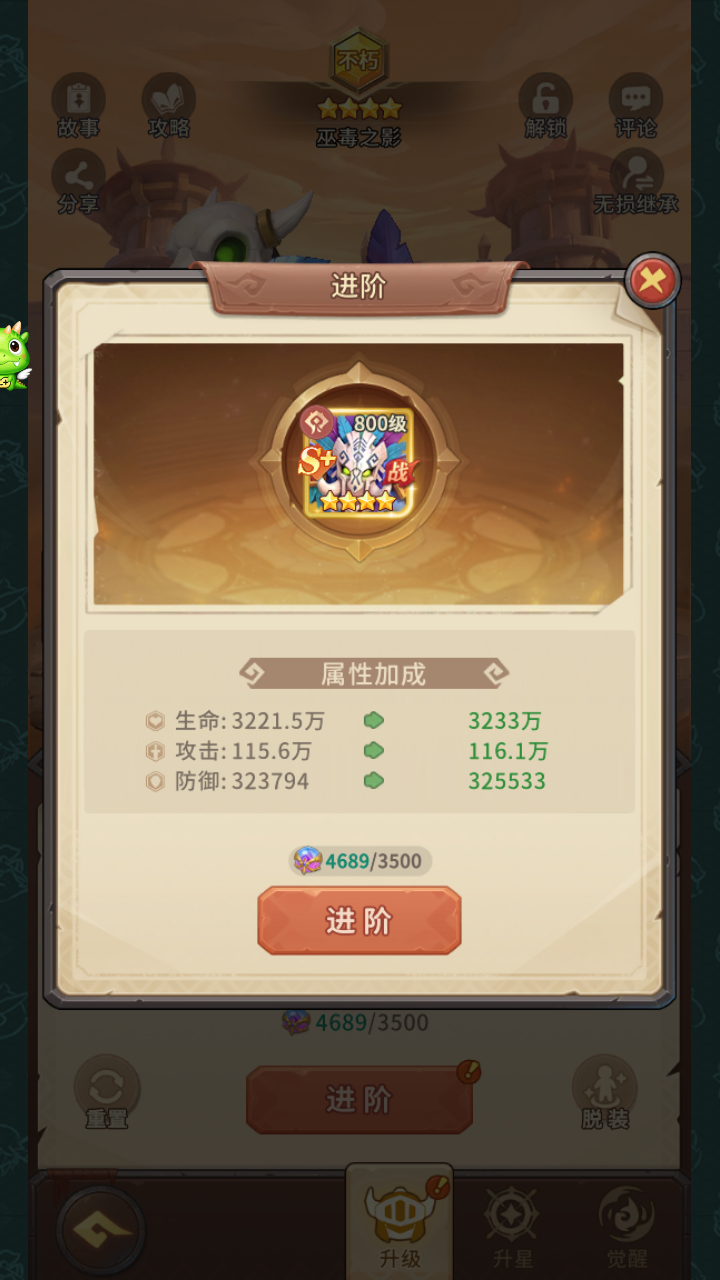 不朽
故事
攻略
巫毒之影
解锁
评论
分享
无损继承
进阶
800级
S+
战
属性加成
生命: 3221.5万 3233万
攻击: 115.6万 116.1万
防御: 323794 325533
4689/3500
进阶
4689/3500
重置
进阶
脱装
升级
升星
觉醒